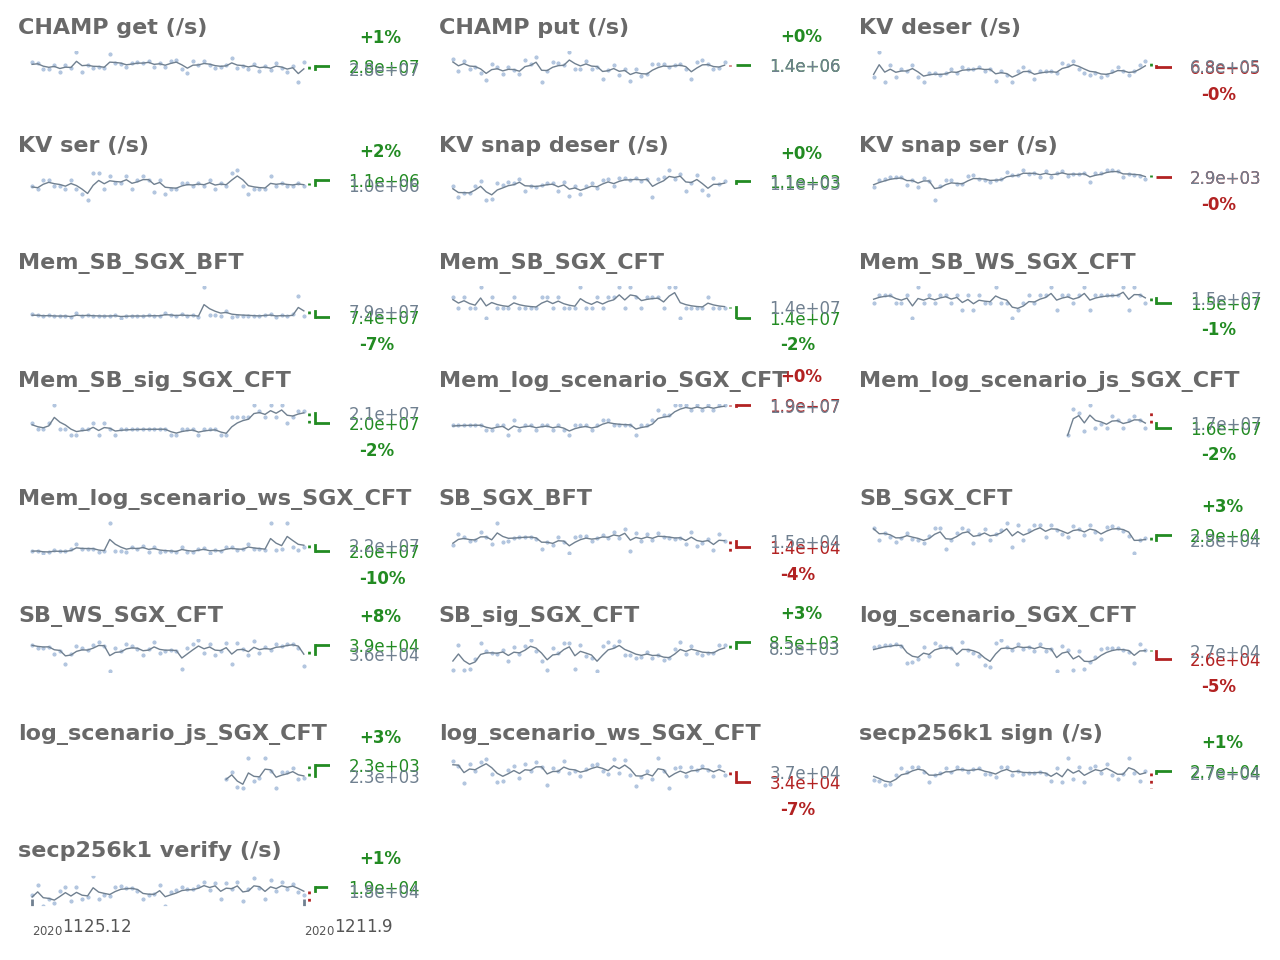 CHAMP get (/s)
+1%
2.8e+07
2.8e+07
CHAMP put (/s)
+0%
1.4e+06
KV deser (/s)
6.8e+05
6.8e+05
-0%
KV ser (/s)
+2%
1.1e+06
1.0e+06
KV snap deser (/s)
+0%
1.1e+03
1.1e+03
KV snap ser (/s)
2.9e+03
-0%
Mem_SB_SGX_BFT
7.9e+07
7.4e+07
-7%
Mem_SB_SGX_CFT
1.4e+07
1.4e+07
-2%
Mem_SB_WS_SGX_CFT
1.5e+07
1.5e+07
-1%
Mem_SB_sig_SGX_CFT
2.1e+07
2.0e+07
-2%
Mem_log_scenario_SGX_CFT
+0%
1.9e+07
1.9e+07
Mem_log_scenario_js_SGX_CFT
1.7e+07
1.6e+07
-2%
Mem_log_scenario_ws_SGX_CFT
2.2e+07
2.0e+07
-10%
SB_SGX_BFT
1.5e+04
1.4e+04
-4%
SB_SGX_CFT
+3%
2.9e+04
2.8e+04
SB_WS_SGX_CFT
+8%
3.9e+04
3.6e+04
SB_sig_SGX_CFT
+3%
8.5e+03
8.3e+03
log_scenario_SGX_CFT
2.7e+04
2.6e+04
-5%
log_scenario_js_SGX_CFT
+3%
2.3e+03
2.3e+03
log_scenario_ws_SGX_CFT
3.7e+04
3.4e+04
-7%
secp256k1 sign (/s)
+1%
2.7e+04
2.7e+04
secp256k1 verify (/s)
+1%
1.9e+04
1.8e+04
20201125.12
20201211.9